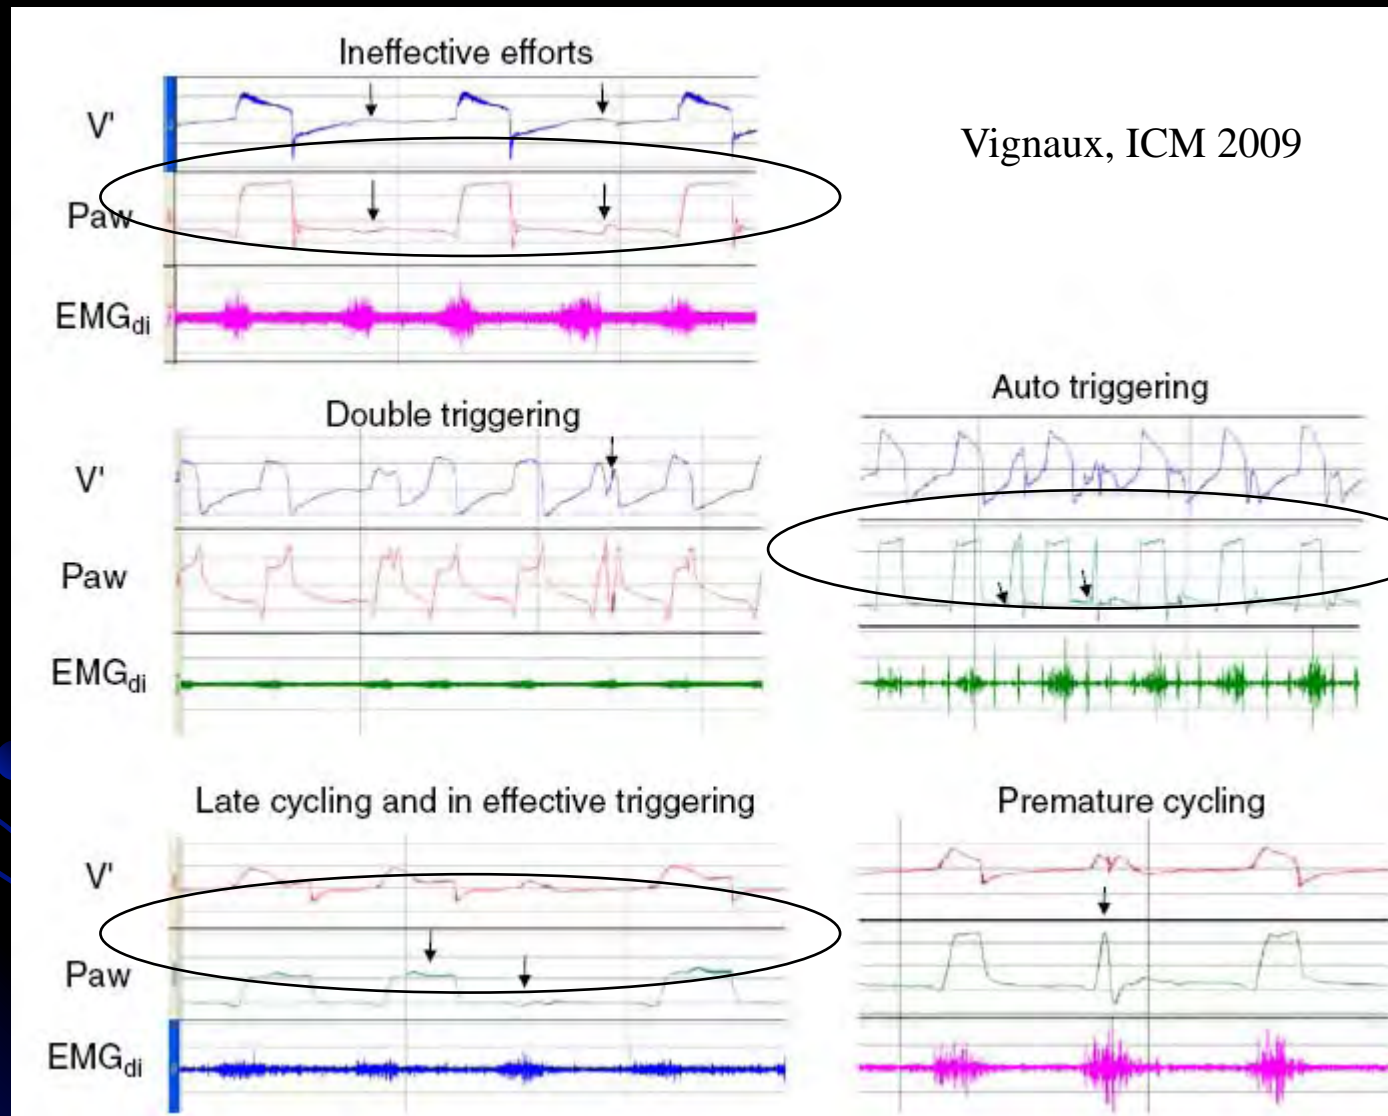 Ineffective efforts
V'
Paw
EMGdi
Vignaux, ICM 2009
Double triggering
V'
Paw
EMGdi
Auto triggering
Late cycling and in effective triggering
V'
Paw
EMGdi
Premature cycling